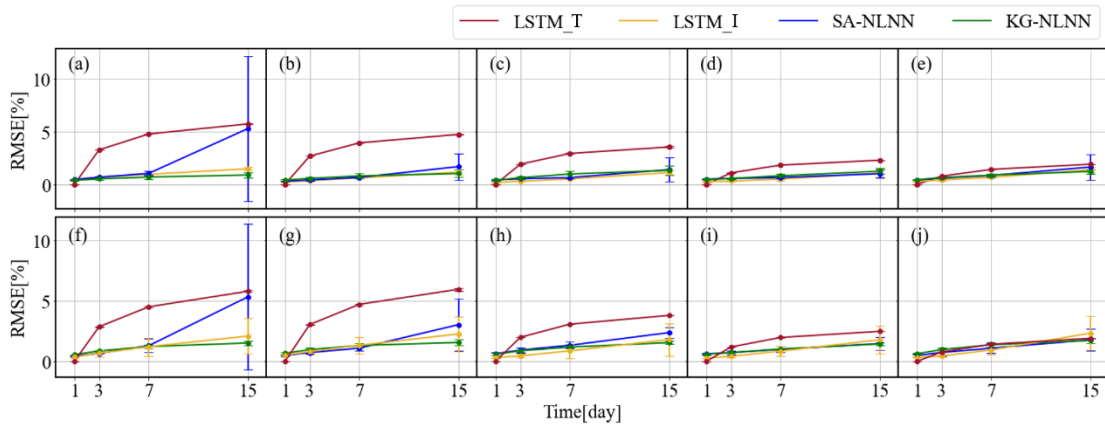 LSTM_T LSTM_I SA-NLNN KG-NLNN
(a) (b) (c) (d) (e)
10
5
0
RMSE[%]
(f) (g) (h) (i) (j)
10
5
0
RMSE[%]
1 3 7 15 1 3 7 15 1 3 7 15 1 3 7 15 1 3 7 15
Time[day]